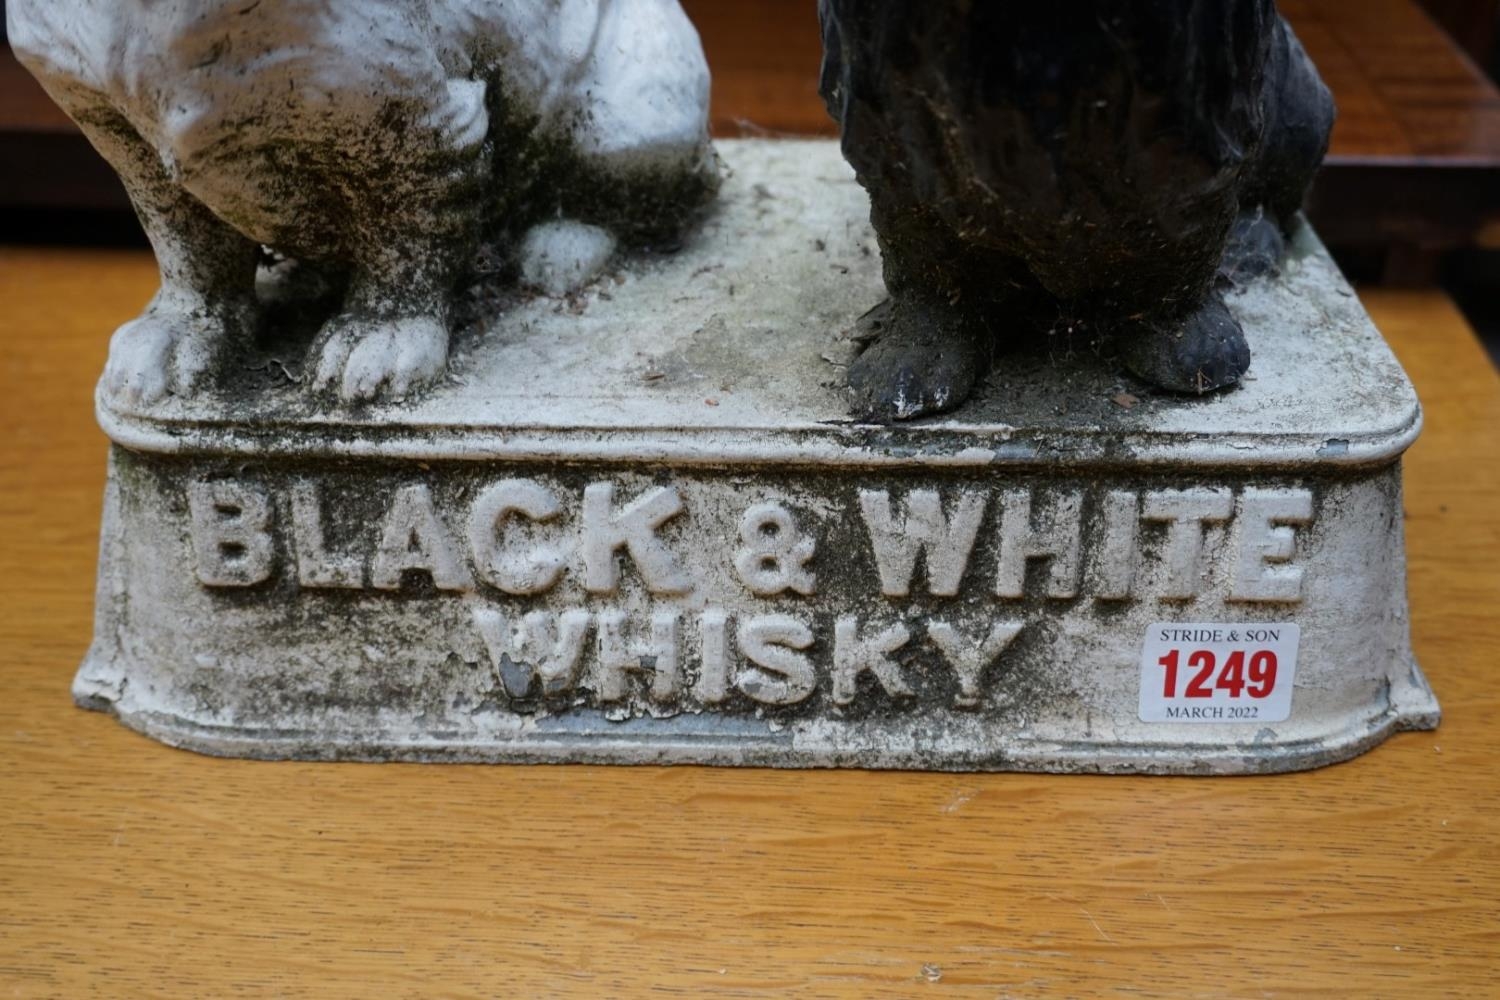 BLACK & WHITE
WHISKY
STRIDE & SON
1249
MARCH 2022